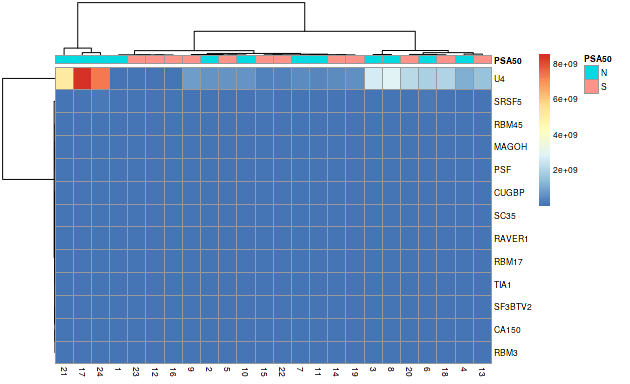 PSA50
PSA50
N
S
U4
SRSF5
RBM45
MAGOH
PSF
CUGBP
SC35
RAVER1
RBM17
TIA1
SF3BTV2
CA150
RBM3
8e+09
6e+09
4e+09
2e+09
21 17 24 1 23 12 16 9 2 5 10 15 22 7 11 14 19 3 8 20 6 18 4 13